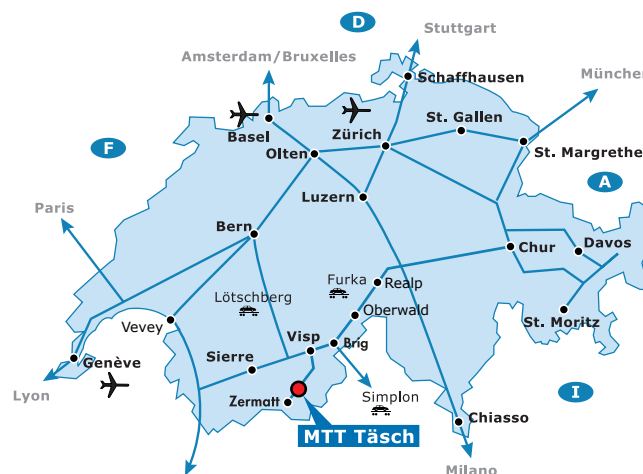 D
Stuttgart
Amsterdam/Bruxelles
Schaffhausen
München
Basel
Zürich
St. Gallen
Olten
St. Margrethe
F
A
Luzern
Paris
Bern
Chur
Davos
Furka
Realp
Lötschberg
Oberwald
St. Moritz
Vevey
Visp
Brig
Genève
Sierre
I
Lyon
Zermatt
Simplon
MTT Täsch
Chiasso
Milano